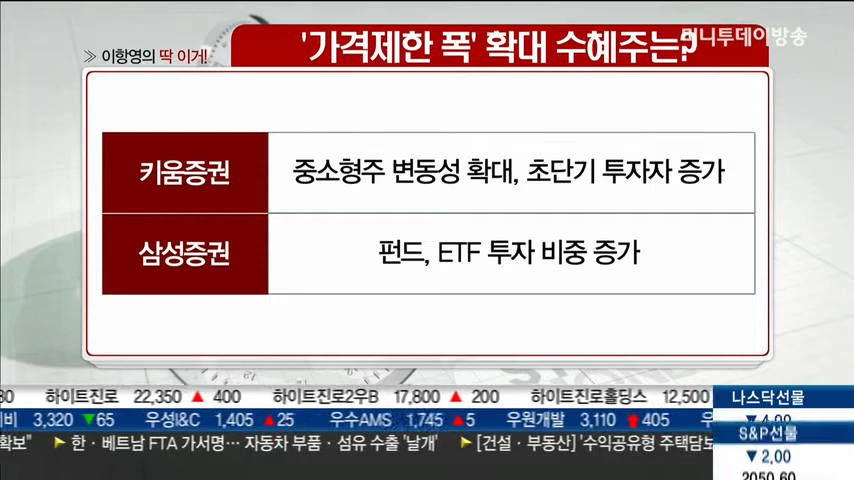 머니투데이방송
≫ 이항영의 딱 이게!
'가격제한 폭' 확대 수혜주는?
키움증권 중소형주 변동성 확대, 초단기 투자자 증가
삼성증권 펀드, ETF 투자 비중 증가
80 하이트진로 22,350 ▲ 400 하이트진로2우B 17,800 ▲ 200 하이트진로홀딩스 12,500
비 3,320 ▼65 우성I&C 1,405 ▲25 우수AMS 1,745 ▲5 우원개발 3,110 405
확보" ▶ 한·베트남 FTA 가서명… 자동차 부품·섬유 수출 '날개' ▶ [건설·부동산] '수익공유형 주택담보
나스닥선물
▼4.00
S&P선물
▼2,00
2050.60